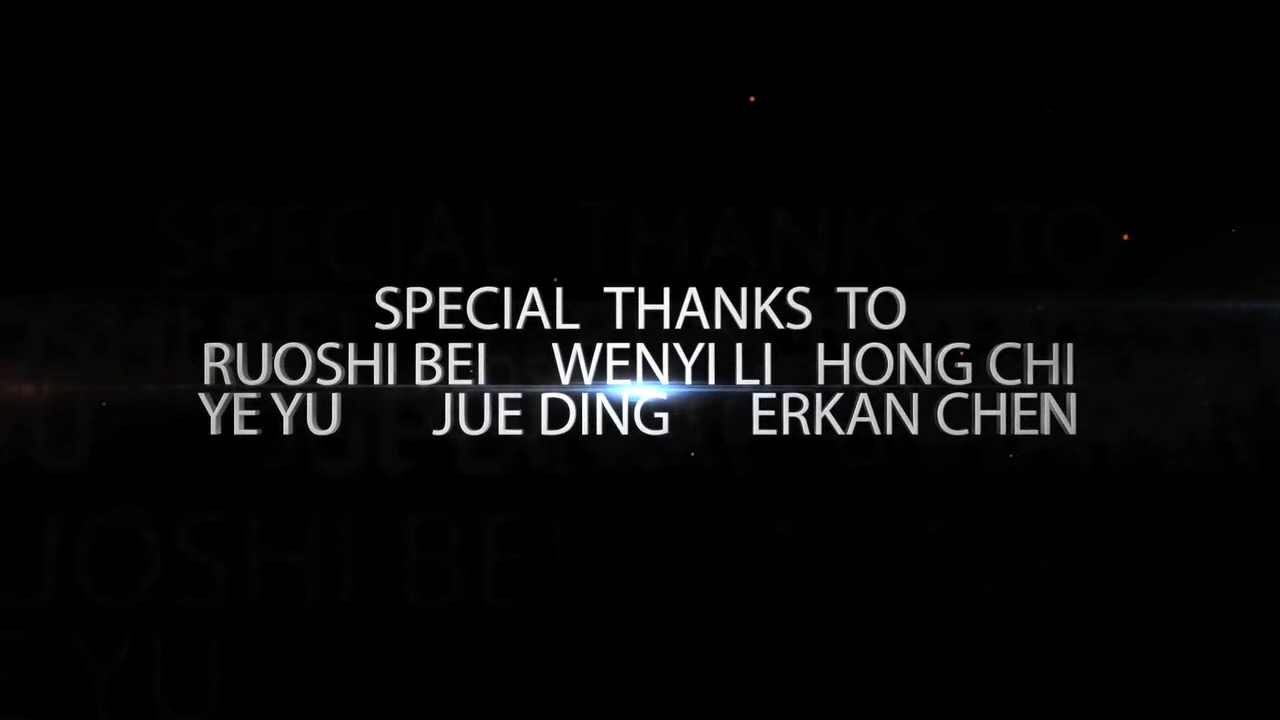 SPECIAL THANKS TO
RUOSHI BEI WENYI LI HONG CHI
YE YU JUE DING ERKAN CHEN